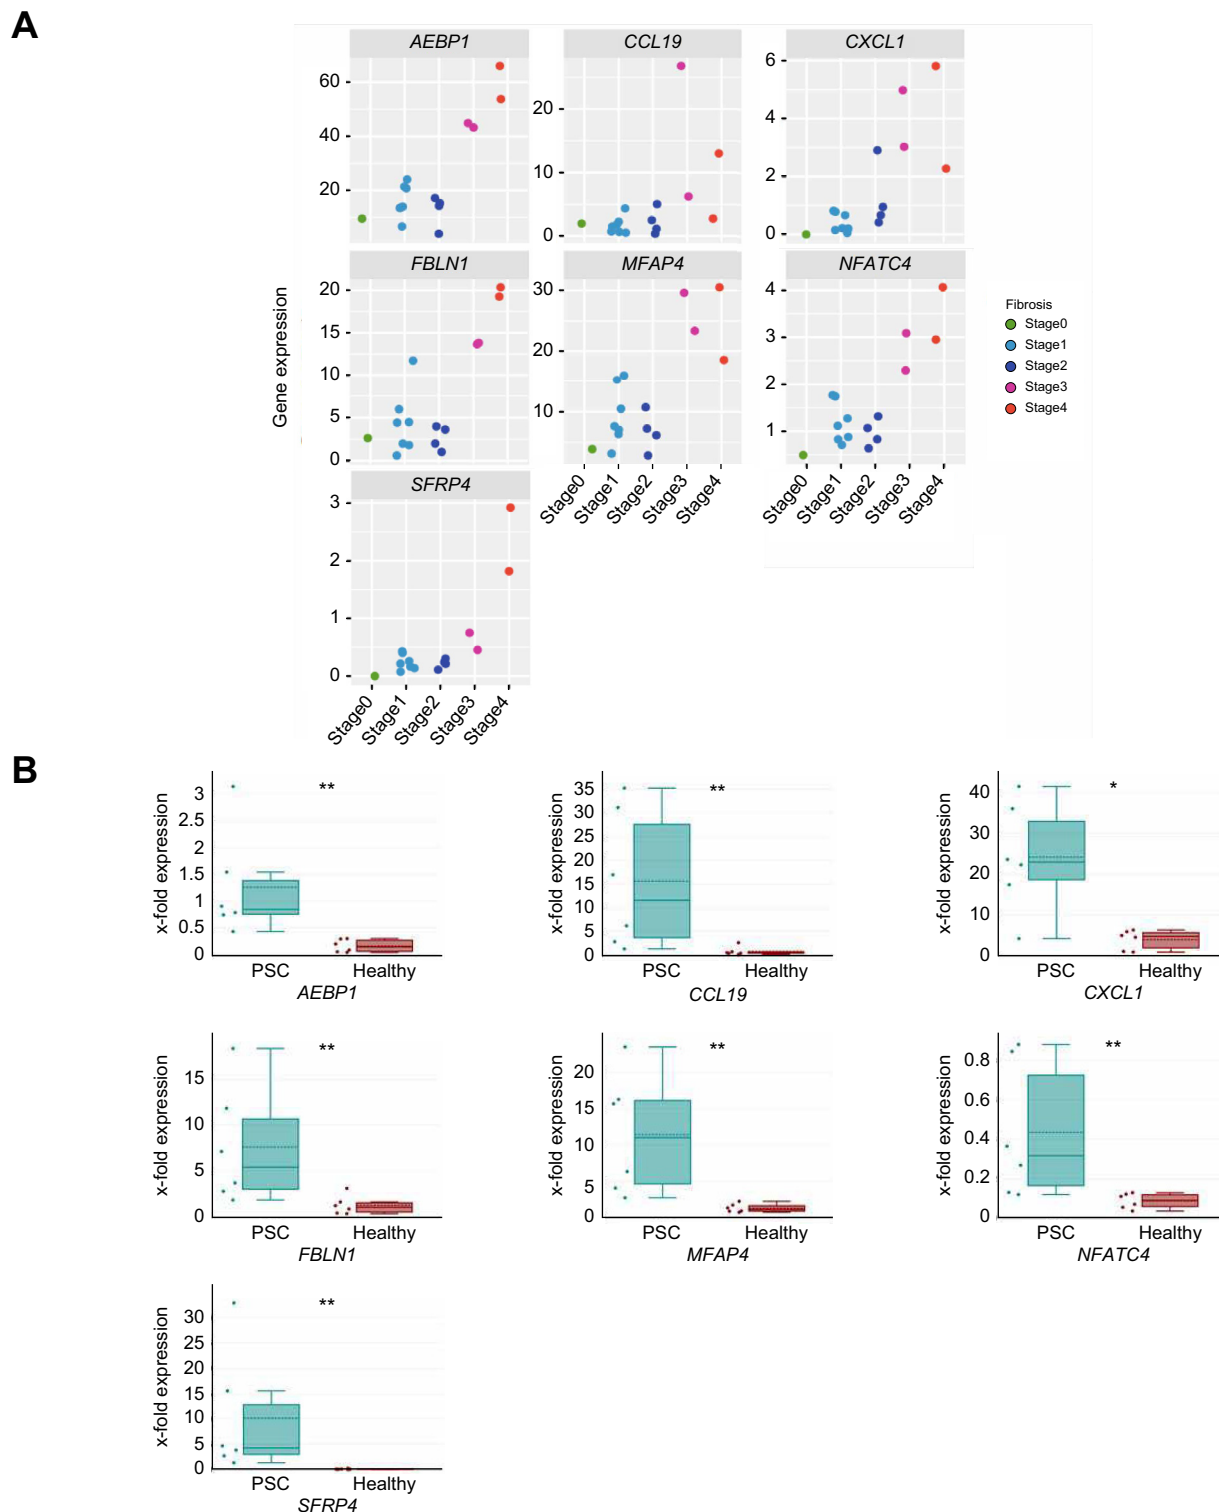 A
AEBP1
CCL19
CXCL1
60
40
20
20
10
0
6
4
2
0
FBLN1
MFAP4
NFATC4
Gene expression
20
15
10
5
0
30
20
10
4
3
2
1
Fibrosis
Stage0
Stage1
Stage2
Stage3
Stage4
Stage0
Stage1
Stage2
Stage3
Stage4
Stage0
Stage1
Stage2
Stage3
Stage4
SFRP4
3
2
1
0
Stage0
Stage1
Stage2
Stage3
Stage4
B
x-fold expression
3
2.5
2
1.5
1
0.5
0
**
PSC
Healthy
AEBP1
x-fold expression
35
30
25
20
15
10
5
0
**
PSC
Healthy
CCL19
x-fold expression
40
30
20
10
0
*
PSC
Healthy
CXCL1
x-fold expression
15
10
5
0
**
PSC
Healthy
FBLN1
x-fold expression
20
15
10
5
0
**
PSC
Healthy
MFAP4
x-fold expression
0.8
0.6
0.4
0.2
0
**
PSC
Healthy
NFATC4
x-fold expression
30
25
20
15
10
5
0
**
PSC
Healthy
SFRP4